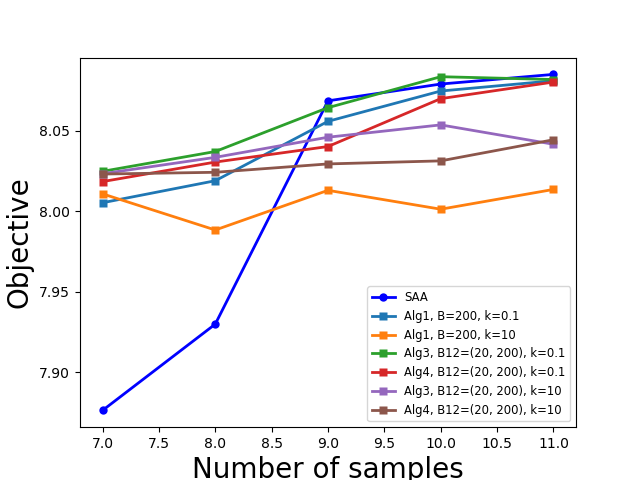 8.05
8.00
7.95
7.90
Objective
7.0 7.5 8.0 8.5 9.0 9.5 10.0 10.5 11.0
Number of samples
SAA
Alg1, B=200, k=0.1
Alg1, B=200, k=10
Alg3, B12=(20, 200), k=0.1
Alg4, B12=(20, 200), k=0.1
Alg3, B12=(20, 200), k=10
Alg4, B12=(20, 200), k=10